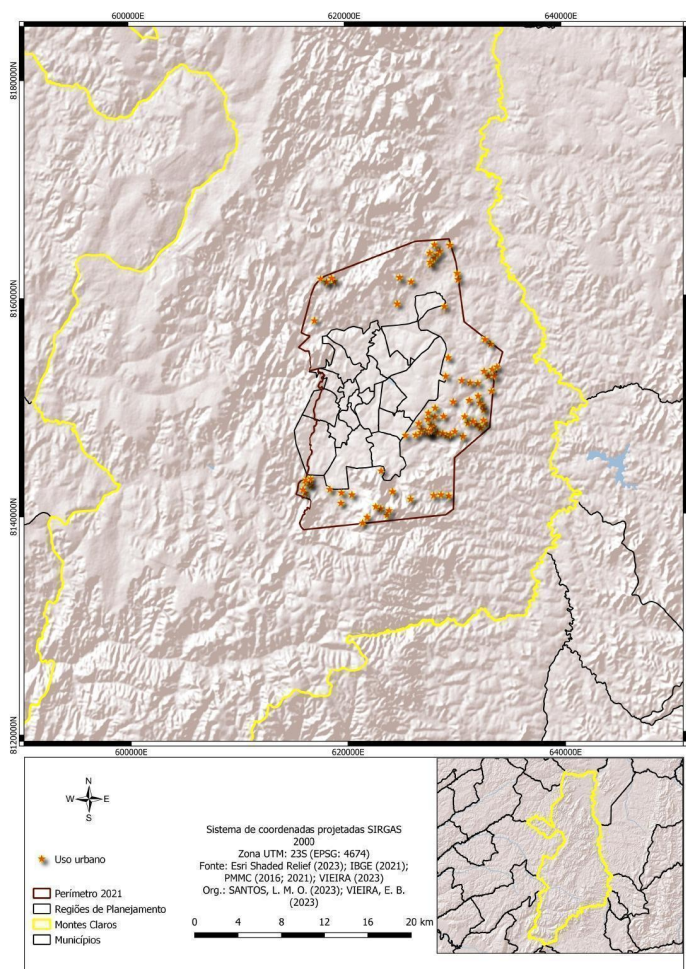 600000E 620000E 640000E
8180000N
8160000N
8140000N
8120000N
600000E 620000E 640000E
N
W E
S
Uso urbano
Perímetro 2021
Regiões de Planejamento
Montes Claros
Municípios
Sistema de coordenadas projetadas SIRGAS
2000
Zona UTM: 23S (EPSG: 4674)
Fonte: Esri Shaded Relief (2023); IBGE (2021);
PMMC (2016; 2021); VIEIRA (2023)
Org.: SANTOS, L. M. O. (2023); VIEIRA, E. B.
(2023)
0 4 8 12 16 20 km